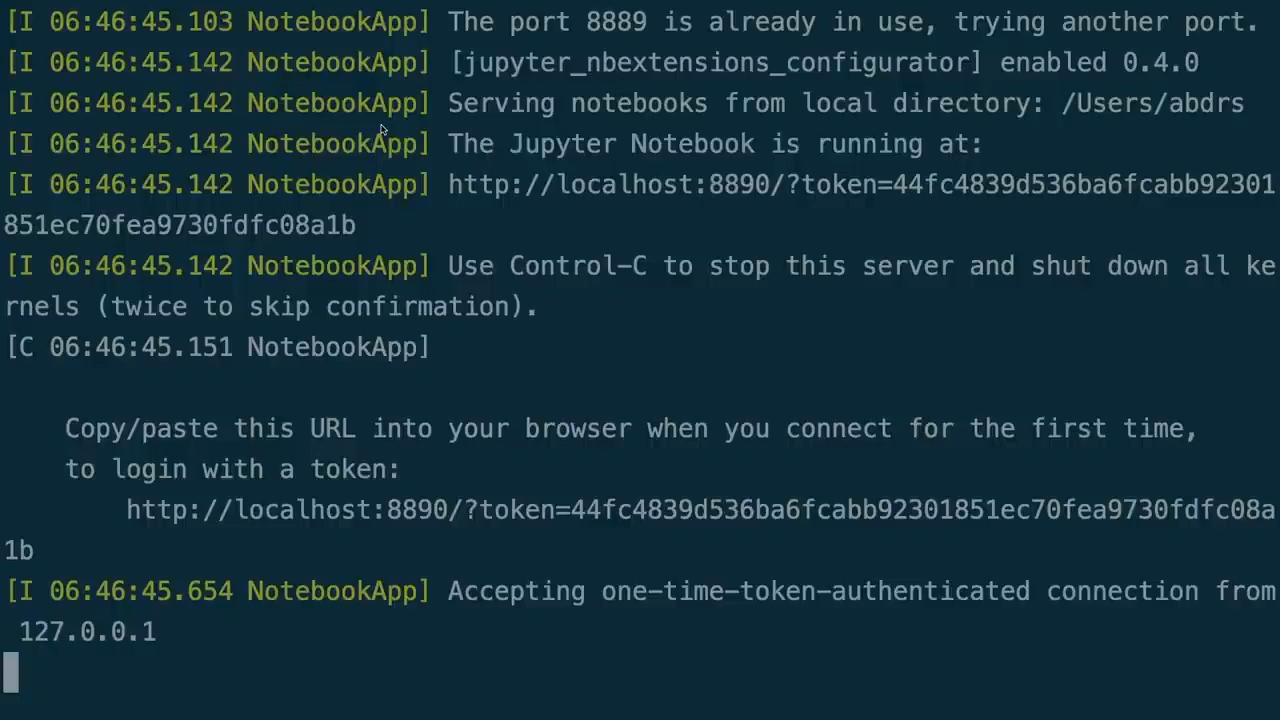 [I 06:46:45.103 NotebookApp] The port 8889 is already in use, trying another port.
[I 06:46:45.142 NotebookApp] [jupyter_nbextensions_configurator] enabled 0.4.0
[I 06:46:45.142 NotebookApp] Serving notebooks from local directory: /Users/abdrs
[I 06:46:45.142 NotebookApp] The Jupyter Notebook is running at:
[I 06:46:45.142 NotebookApp] http://localhost:8890/?token=44fc4839d536ba6fcabb92301
851ec70fea9730fdfc08a1b
[I 06:46:45.142 NotebookApp] Use Control-C to stop this server and shut down all ke
rnels (twice to skip confirmation).
[C 06:46:45.151 NotebookApp]
Copy/paste this URL into your browser when you connect for the first time,
to login with a token:
http://localhost:8890/?token=44fc4839d536ba6fcabb92301851ec70fea9730fdfc08a
1b
[I 06:46:45.654 NotebookApp] Accepting one-time-token-authenticated connection from
127.0.0.1